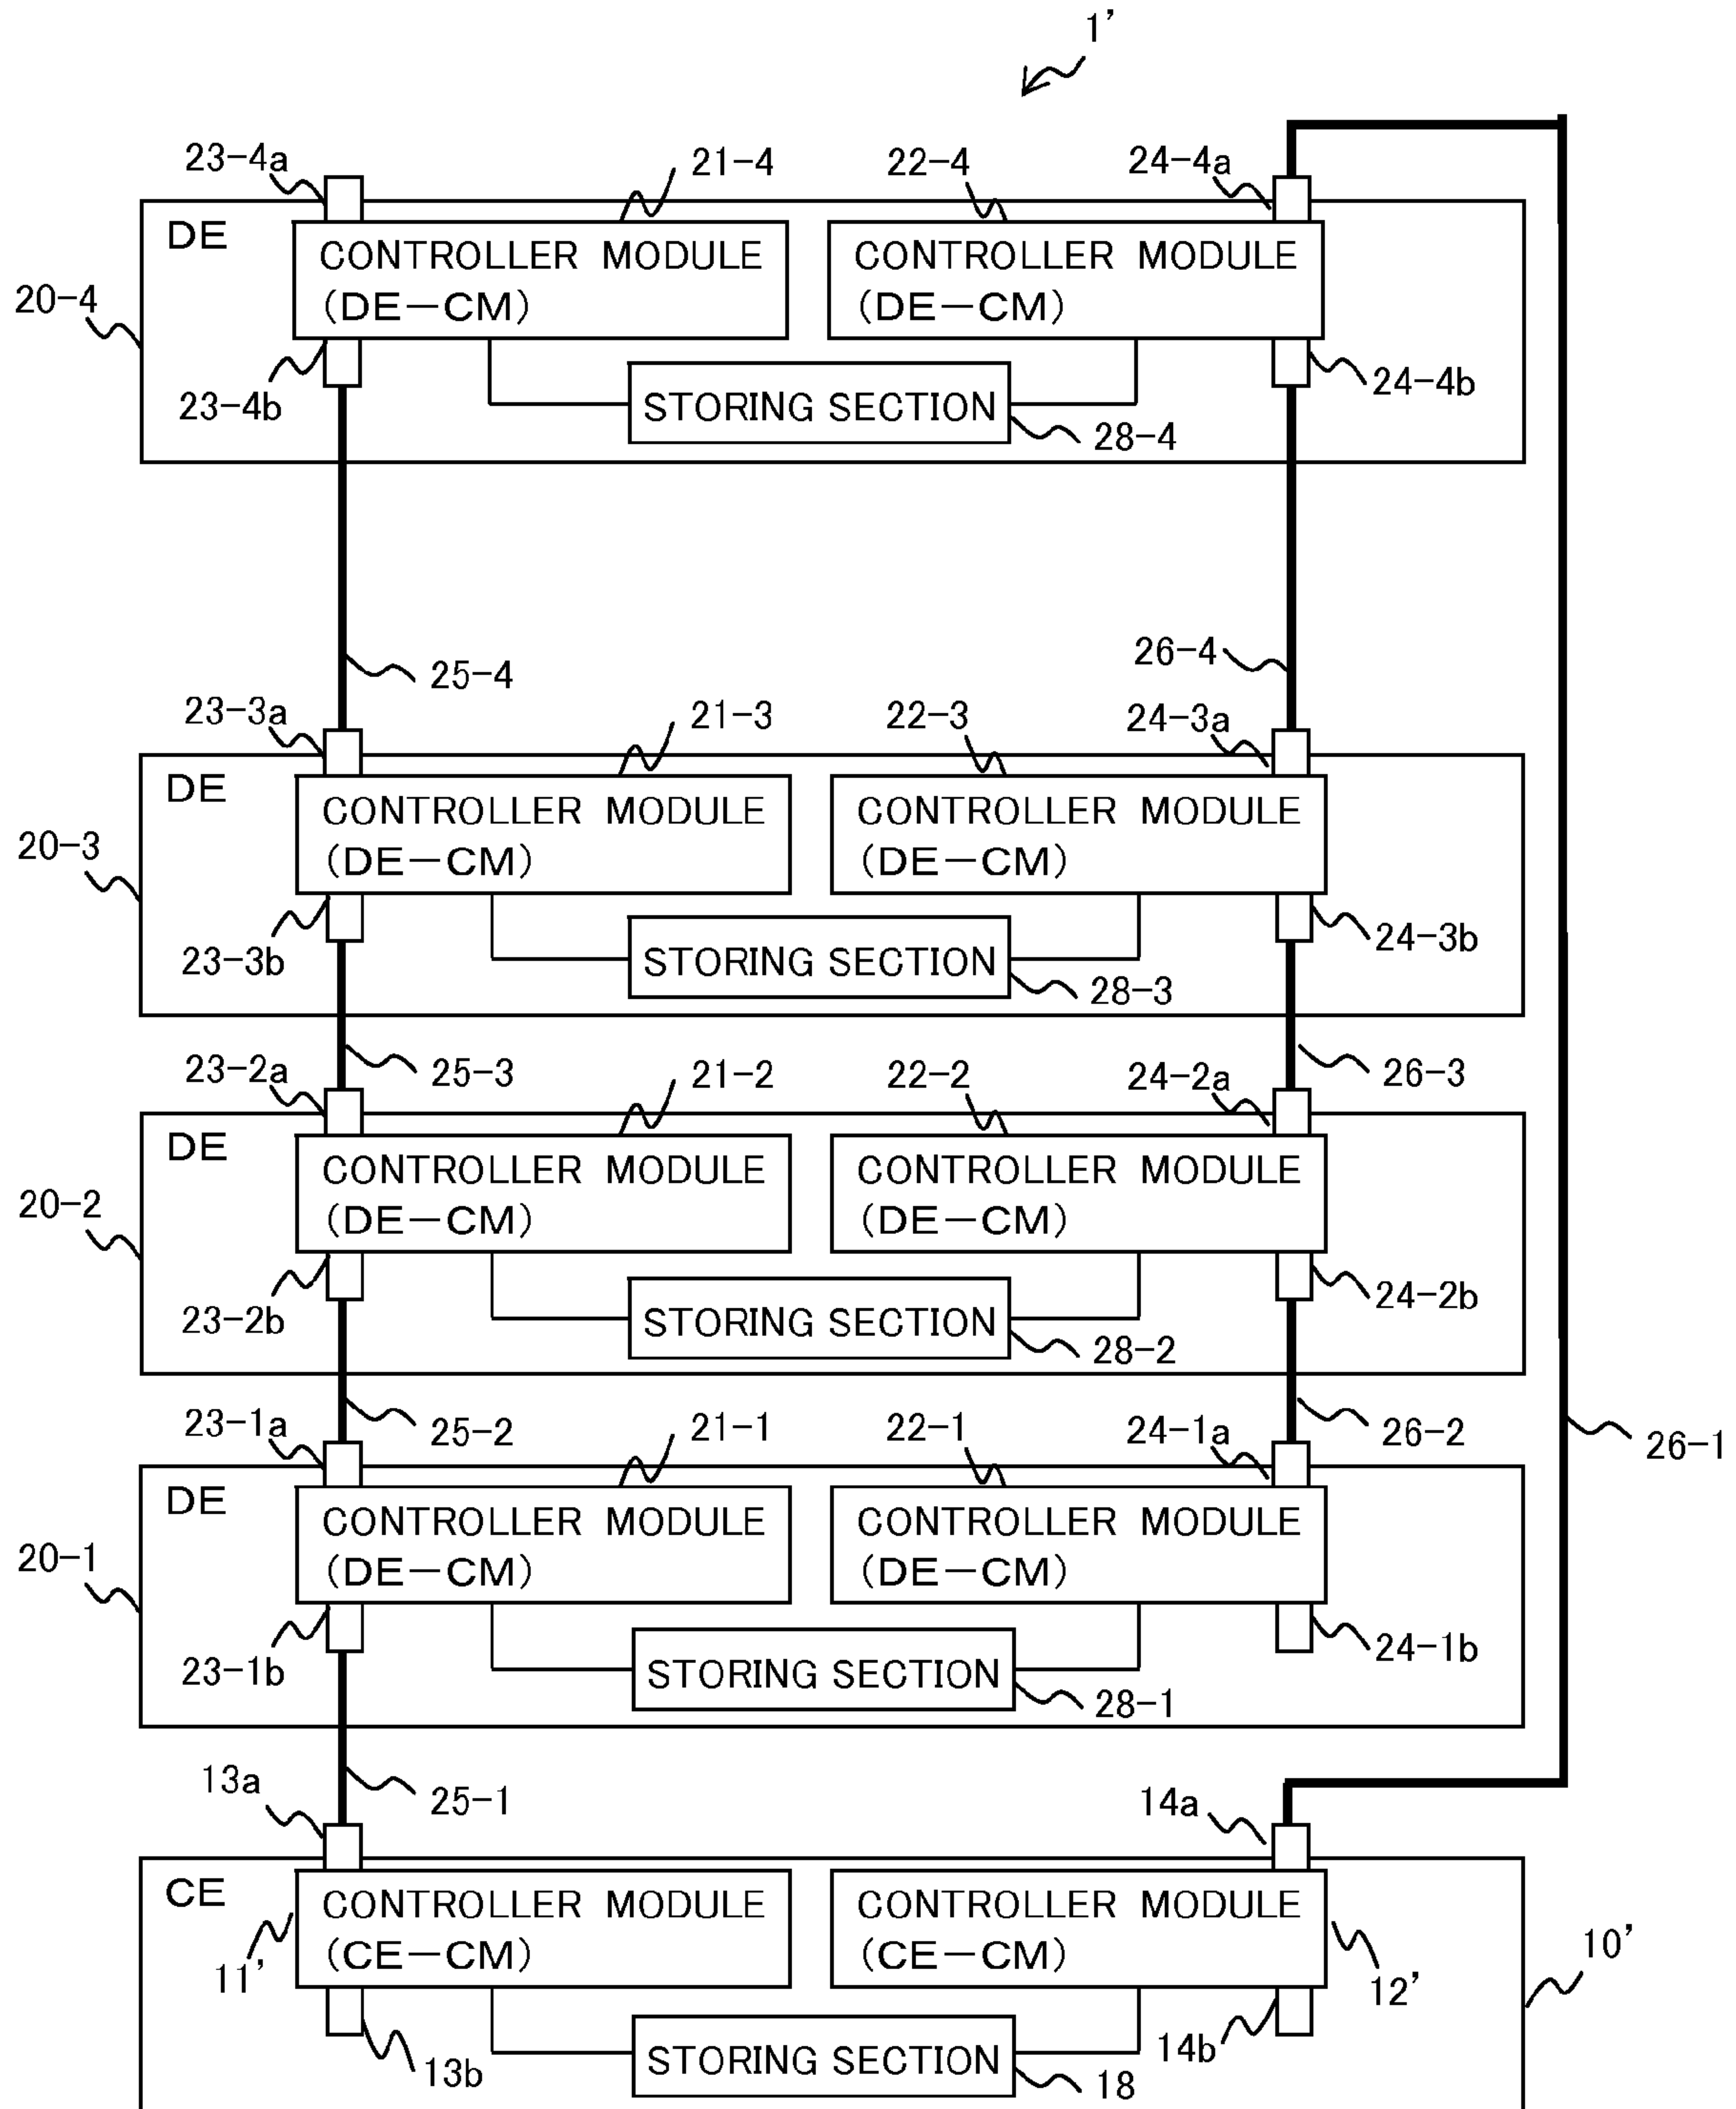 1’
23-4a
21-4
22-4
24-4a
DE
CONTROLLER MODULE
(DE-CM)
CONTROLLER MODULE
(DE-CM)
20-4
23-4b
STORING SECTION
24-4b
28-4
25-4
26-4
23-3a
21-3
22-3
24-3a
DE
CONTROLLER MODULE
(DE-CM)
CONTROLLER MODULE
(DE-CM)
20-3
23-3b
STORING SECTION
24-3b
28-3
23-2a
25-3
21-2
22-2
24-2a
26-3
DE
CONTROLLER MODULE
(DE-CM)
CONTROLLER MODULE
(DE-CM)
20-2
23-2b
STORING SECTION
24-2b
28-2
23-1a
25-2
21-1
22-1
24-1a
26-2
26-1
DE
CONTROLLER MODULE
(DE-CM)
CONTROLLER MODULE
(DE-CM)
20-1
23-1b
STORING SECTION
24-1b
28-1
13a
25-1
14a
CE
CONTROLLER MODULE
(CE-CM)
CONTROLLER MODULE
(CE-CM)
11’
12’
10’
13b
STORING SECTION
14b
18